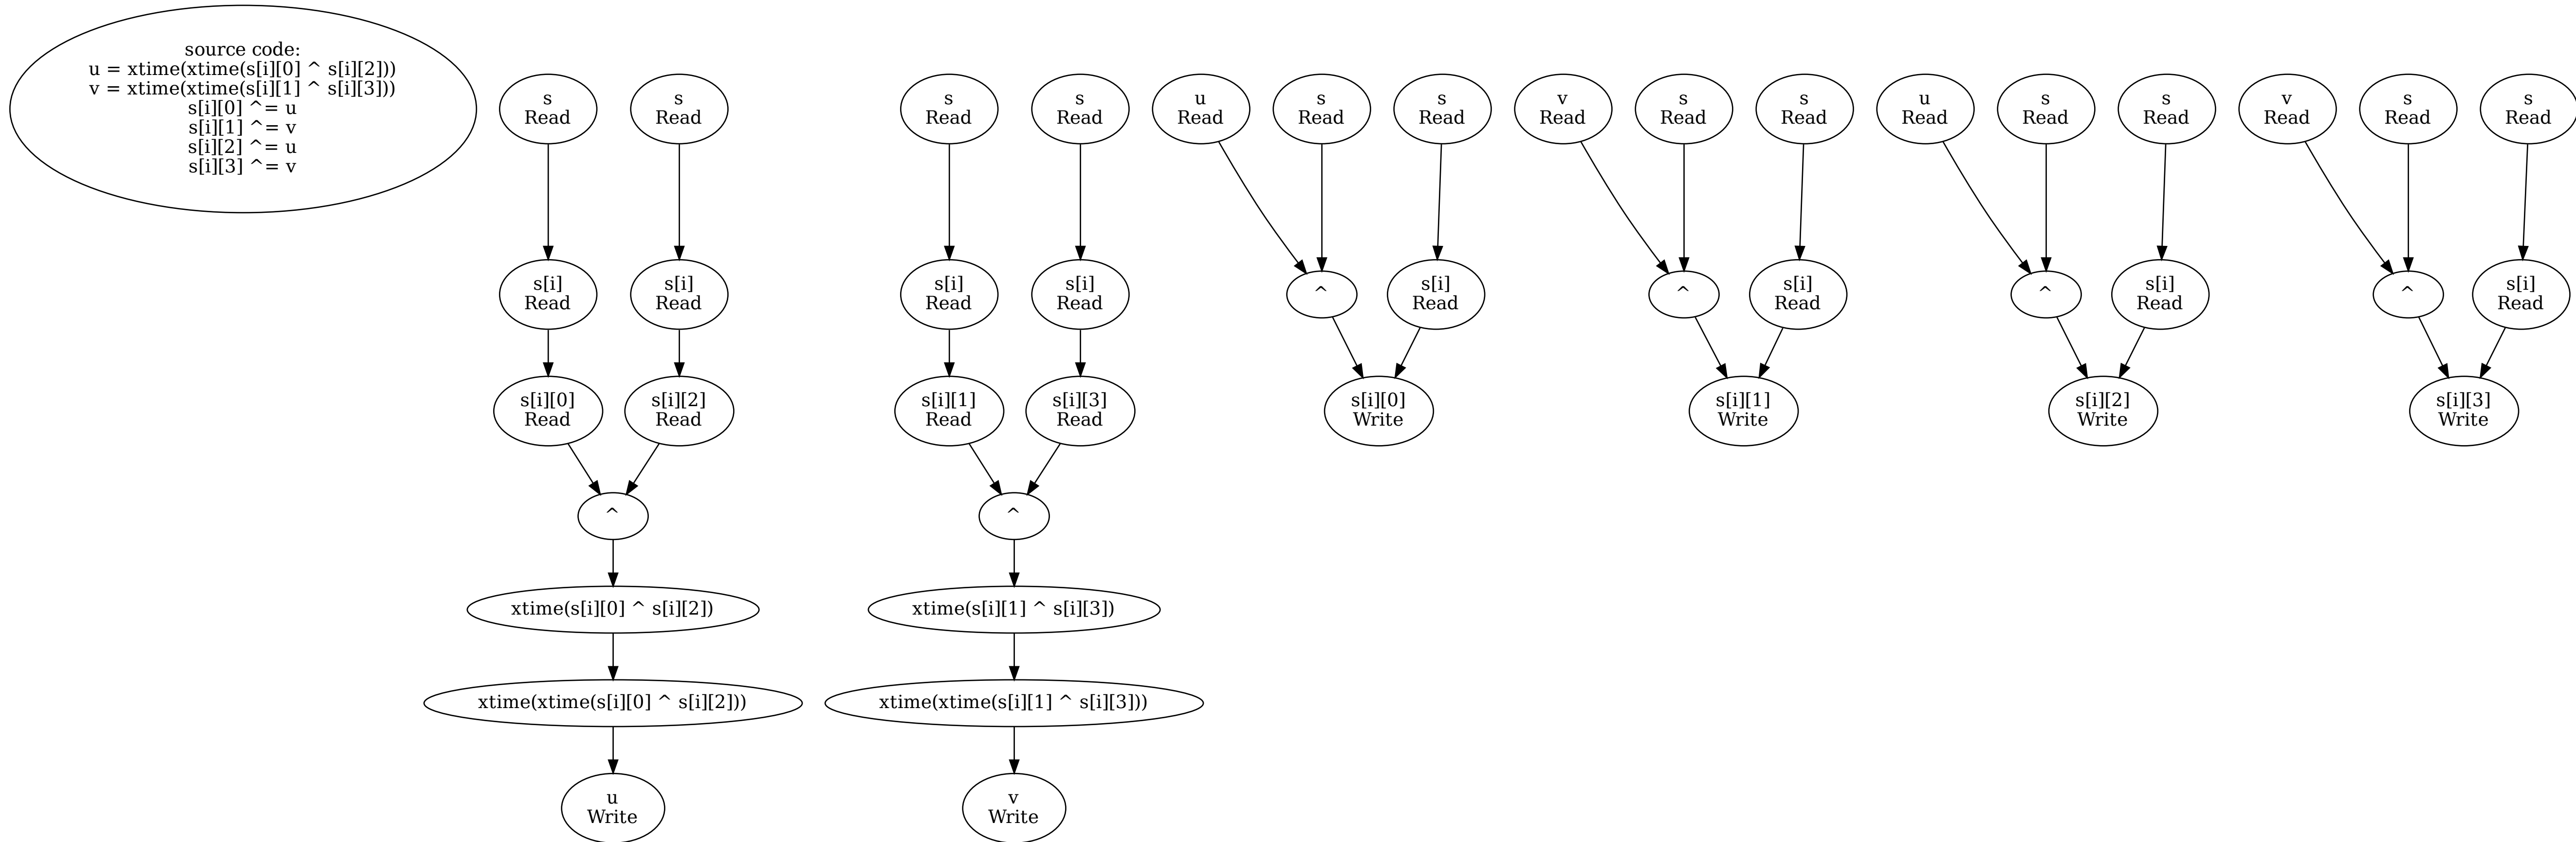 source code:
u = xtime(xtime(s[i][0] ^ s[i][2]))
v = xtime(xtime(s[i][1] ^ s[i][3]))
s[i][0] ^= u
s[i][1] ^= v
s[i][2] ^= u
s[i][3] ^= v
s
Read
s
Read
s
Read
s
Read
u
Read
s
Read
s
Read
v
Read
s
Read
s
Read
u
Read
s
Read
s
Read
v
Read
s
Read
s
Read
s[i]
Read
s[i]
Read
s[i]
Read
s[i]
Read
^
s[i]
Read
^
s[i]
Read
^
s[i]
Read
^
s[i]
Read
s[i][0]
Read
s[i][2]
Read
s[i][1]
Read
s[i][3]
Read
s[i][0]
Write
s[i][1]
Write
s[i][2]
Write
s[i][3]
Write
^
^
xtime(s[i][0] ^ s[i][2])
xtime(s[i][1] ^ s[i][3])
xtime(xtime(s[i][0] ^ s[i][2]))
xtime(xtime(s[i][1] ^ s[i][3]))
u
Write
v
Write